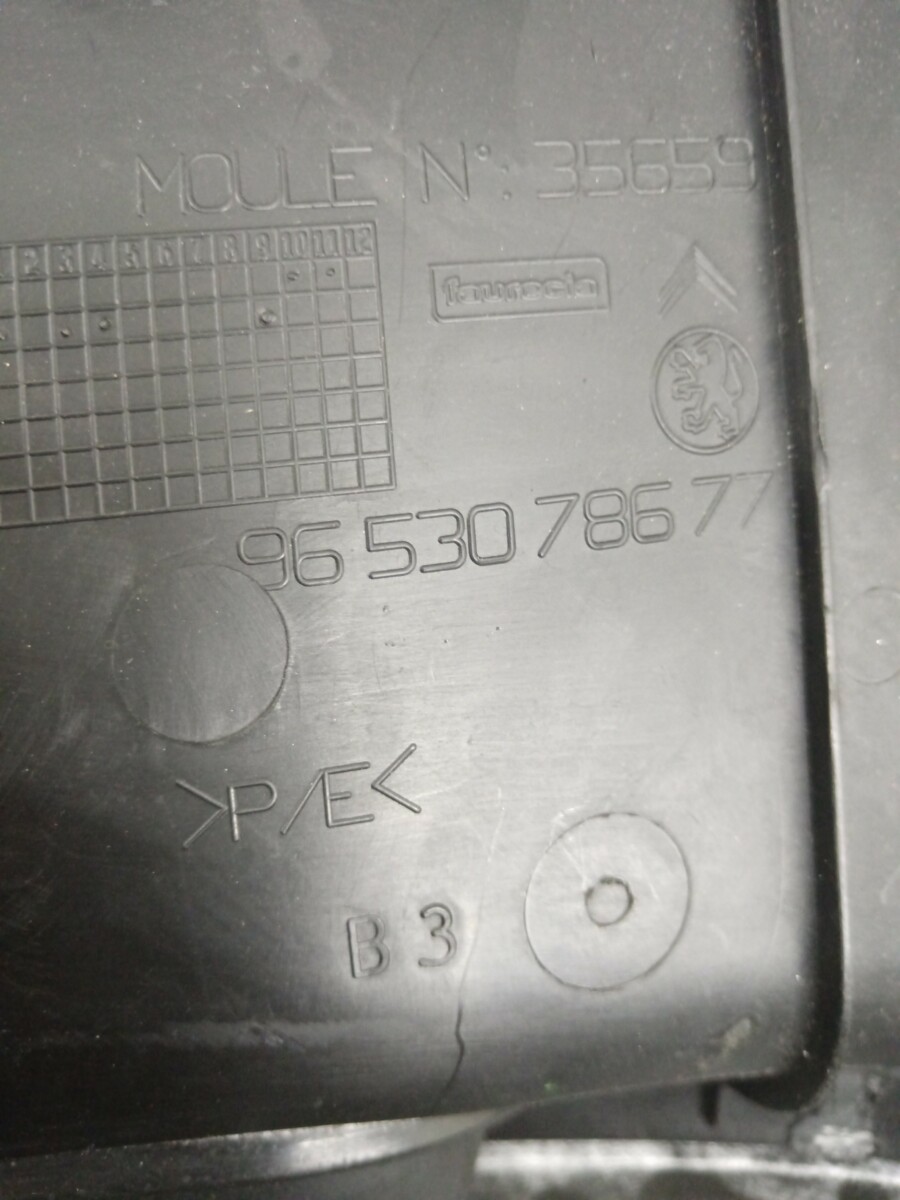 MOULE N°: 35659
1 2 3 4 5 6 7 8 9 10 11 12
faurecia
96 530 786 77
>P/E<
B 3